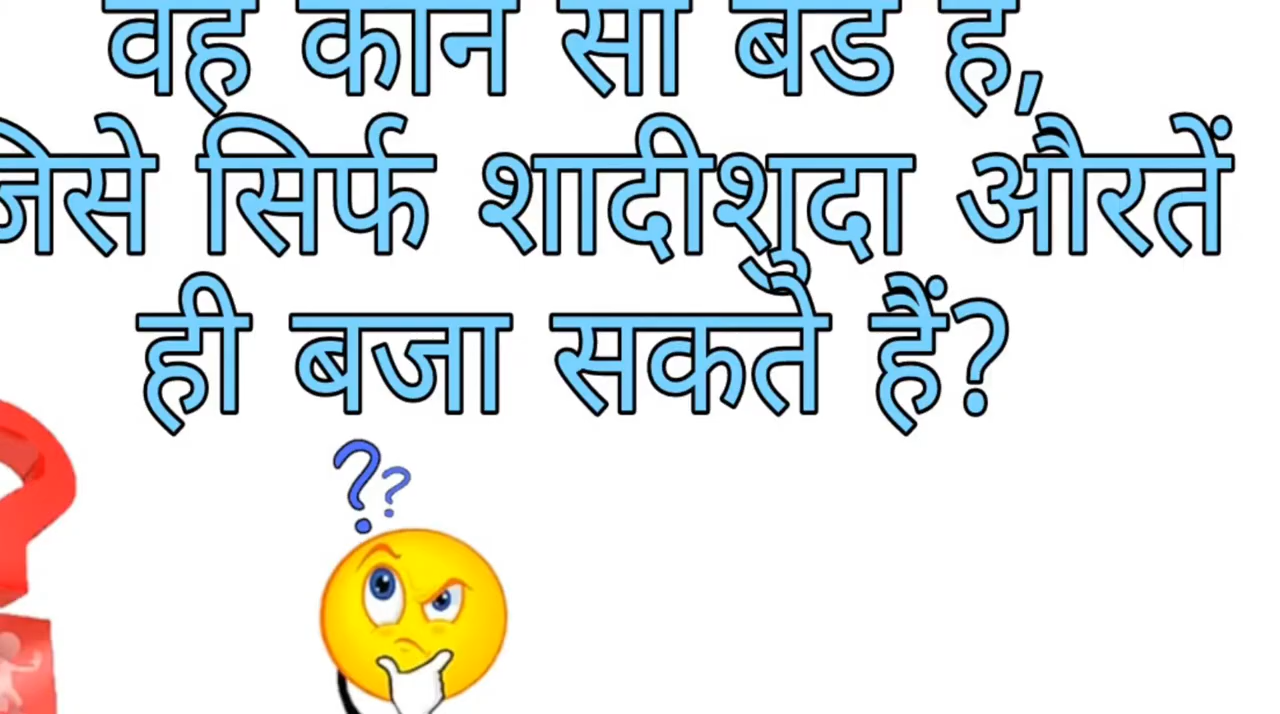 वह कौन सा बैंड है,
जिसे सिर्फ शादीशुदा औरतें
ही बजा सकते हैं?
??